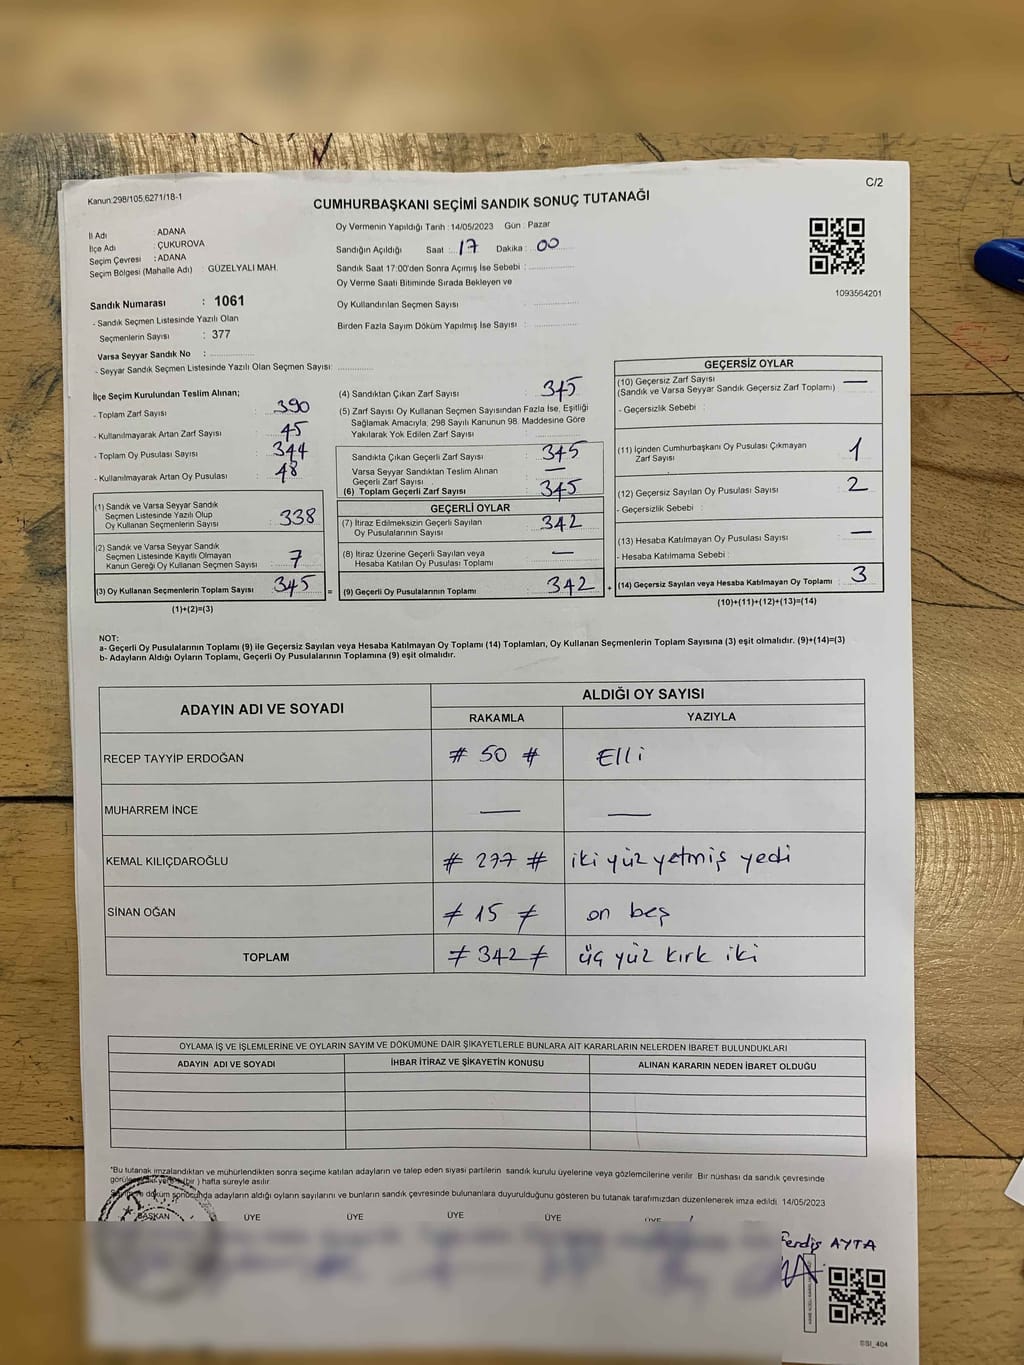 C/2
Kanun:298/105,6271/18-1
CUMHURBAŞKANI SEÇİMİ SANDIK SONUÇ TUTANAĞI
İl Adı : ADANA
İlçe Adı : ÇUKUROVA
Seçim Çevresi : ADANA
Seçim Bölgesi (Mahalle Adı) : GÜZELYALI MAH.
Sandık Numarası : 1061
- Sandık Seçmen Listesinde Yazılı Olan
Seçmenlerin Sayısı : 377
Varsa Seyyar Sandık No :
- Seyyar Sandık Seçmen Listesinde Yazılı Olan Seçmen Sayısı:
Oy Vermenin Yapıldığı Tarih : 14/05/2023 Gün : Pazar
Sandığın Açıldığı Saat : 17 Dakika : 00
Sandık Saat 17:00'den Sonra Açımış İse Sebebi :
Oy Verme Saati Bitiminde Sırada Bekleyen ve
Oy Kullandırılan Seçmen Sayısı :
Birden Fazla Sayım Döküm Yapılmış İse Sayısı :
1093564201
İlçe Seçim Kurulundan Teslim Alınan;
- Toplam Zarf Sayısı : 390
- Kullanılmayarak Artan Zarf Sayısı : 45
- Toplam Oy Pusulası Sayısı : 344
- Kullanılmayarak Artan Oy Pusulası : 48
(1) Sandık ve Varsa Seyyar Sandık
Seçmen Listesinde Yazılı Olup
Oy Kullanan Seçmenlerin Sayısı : 338
(2) Sandık ve Varsa Seyyar Sandık
Seçmen Listesinde Kayıtlı Olmayan
Kanun Gereği Oy Kullanan Seçmen Sayısı : 7
(3) Oy Kullanan Seçmenlerin Toplam Sayısı : 345
(1)+(2)=(3)
(4) Sandıktan Çıkan Zarf Sayısı : 345
(5) Zarf Sayısı Oy Kullanan Seçmen Sayısından Fazla İse, Eşitliği
Sağlamak Amacıyla; 298 Sayılı Kanunun 98. Maddesine Göre
Yakılarak Yok Edilen Zarf Sayısı :
Sandıkta Çıkan Geçerli Zarf Sayısı : 345
Varsa Seyyar Sandıktan Teslim Alınan
Geçerli Zarf Sayısı : —
(6) Toplam Geçerli Zarf Sayısı : 345
GEÇERLİ OYLAR
(7) İtiraz Edilmeksizin Geçerli Sayılan
Oy Pusulasının Sayısı : 342
(8) İtiraz Üzerine Geçerli Sayılan veya
Hesaba Katılan Oy Pusulası Toplamı : —
= (9) Geçerli Oy Pusulalarının Toplamı : 342 +
GEÇERSİZ OYLAR
(10) Geçersiz Zarf Sayısı : —
(Sandık ve Varsa Seyyar Sandık Geçersiz Zarf Toplamı)
- Geçersizlik Sebebi :
(11) İçinden Cumhurbaşkanı Oy Pusulası Çıkmayan
Zarf Sayısı : 1
(12) Geçersiz Sayılan Oy Pusulası Sayısı : 2
- Geçersizlik Sebebi :
(13) Hesaba Katılmayan Oy Pusulası Sayısı : —
- Hesaba Katılmama Sebebi :
(14) Geçersiz Sayılan veya Hesaba Katılmayan Oy Toplamı : 3
(10)+(11)+(12)+(13)=(14)
NOT:
a- Geçerli Oy Pusulalarının Toplamı (9) ile Geçersiz Sayılan veya Hesaba Katılmayan Oy Toplamı (14) Toplamları, Oy Kullanan Seçmenlerin Toplam Sayısına (3) eşit olmalıdır. (9)+(14)=(3)
b- Adayların Aldığı Oyların Toplamı, Geçerli Oy Pusulalarının Toplamına (9) eşit olmalıdır.
ADAYIN ADI VE SOYADI ALDIĞI OY SAYISI
RAKAMLA YAZIYLA
RECEP TAYYİP ERDOĞAN # 50 # Elli
MUHARREM İNCE — —
KEMAL KILIÇDAROĞLU # 277 # iki yüz yetmiş yedi
SİNAN OĞAN ≠ 15 ≠ on beş
TOPLAM ≠ 342 ≠ üç yüz kırk iki
OYLAMA İŞ VE İŞLEMLERİNE VE OYLARIN SAYIM VE DÖKÜMÜNE DAİR ŞİKAYETLERLE BUNLARA AİT KARARLARIN NELERDEN İBARET BULUNDUKLARI
ADAYIN ADI VE SOYADI İHBAR İTİRAZ VE ŞİKAYETİN KONUSU ALINAN KARARIN NEDEN İBARET OLDUĞU
*Bu tutanak imzalandıktan ve mühürlendikten sonra seçime katılan adayların ve talep eden siyasi partilerin sandık kurulu üyelerine veya gözlemcilerine verilir. Bir nüshası da sandık çevresinde
hafta süreyle asılır.
döküm sonucunda adayların aldığı oyların sayılarını ve bunların sandık çevresinde bulunanlara duyurulduğunu gösteren bu tutanak tarafımızdan düzenlenerek imza edildi. 14/05/2023
BAŞKAN ÜYE ÜYE ÜYE ÜYE ÜYE
Ferdiş AYTA
SSI_404